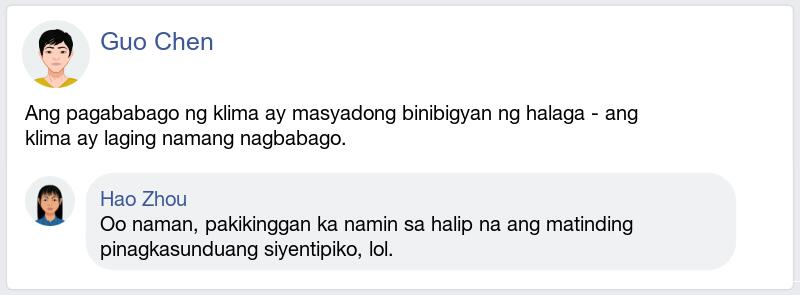 Guo Chen
Ang pagababago ng klima ay masyadong binibigyan ng halaga - ang
klima ay laging namang nagbabago.
Hao Zhou
Oo naman, pakikinggan ka namin sa halip na ang matinding
pinagkasunduang siyentipiko, lol.